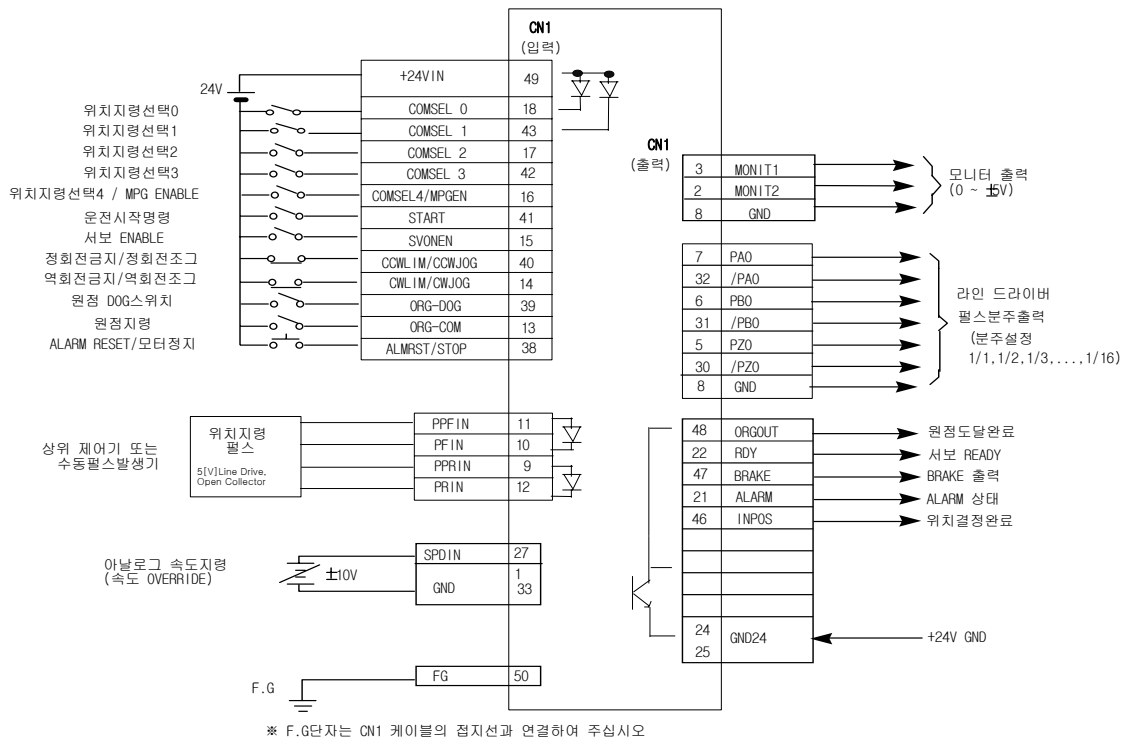 CN1
(입력)
24V
+24VIN 49
위치지령선택0 COMSEL 0 18
위치지령선택1 COMSEL 1 43
위치지령선택2 COMSEL 2 17
위치지령선택3 COMSEL 3 42
위치지령선택4 / MPG ENABLE COMSEL4/MPGEN 16
운전시작명령 START 41
서보 ENABLE SVONEN 15
정회전금지/정회전조그 CCWLIM/CCWJOG 40
역회전금지/역회전조그 CWLIM/CWJOG 14
원점 DOG스위치 ORG-DOG 39
원점지령 ORG-COM 13
ALARM RESET/모터정지 ALMRST/STOP 38
상위 제어기 또는
수동펄스발생기
위치지령
펄스
5[V]Line Drive,
Open Collector
PPFIN 11
PFIN 10
PPRIN 9
PRIN 12
아날로그 속도지령
(속도 OVERRIDE)
±10V
SPDIN 27
GND 1
33
F.G
FG 50
CN1
(출력)
3 MONIT1
2 MONIT2
8 GND
모니터 출력
(0 ~ ±5V)
7 PAO
32 /PAO
6 PBO
31 /PBO
5 PZO
30 /PZO
8 GND
라인 드라이버
펄스분주출력
(분주설정
1/1,1/2,1/3,...,1/16)
48 ORGOUT 원점도달완료
22 RDY 서보 READY
47 BRAKE BRAKE 출력
21 ALARM ALARM 상태
46 INPOS 위치결정완료
24 GND24 +24V GND
25
※ F.G단자는 CN1 케이블의 접지선과 연결하여 주십시오